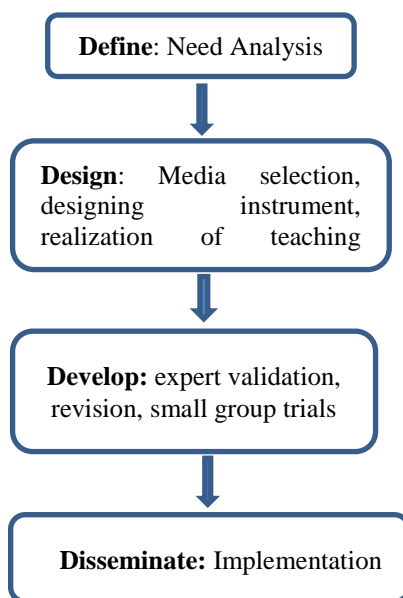 Define: Need Analysis
Design: Media selection,
designing instrument,
realization of teaching
Develop: expert validation,
revision, small group trials
Disseminate: Implementation